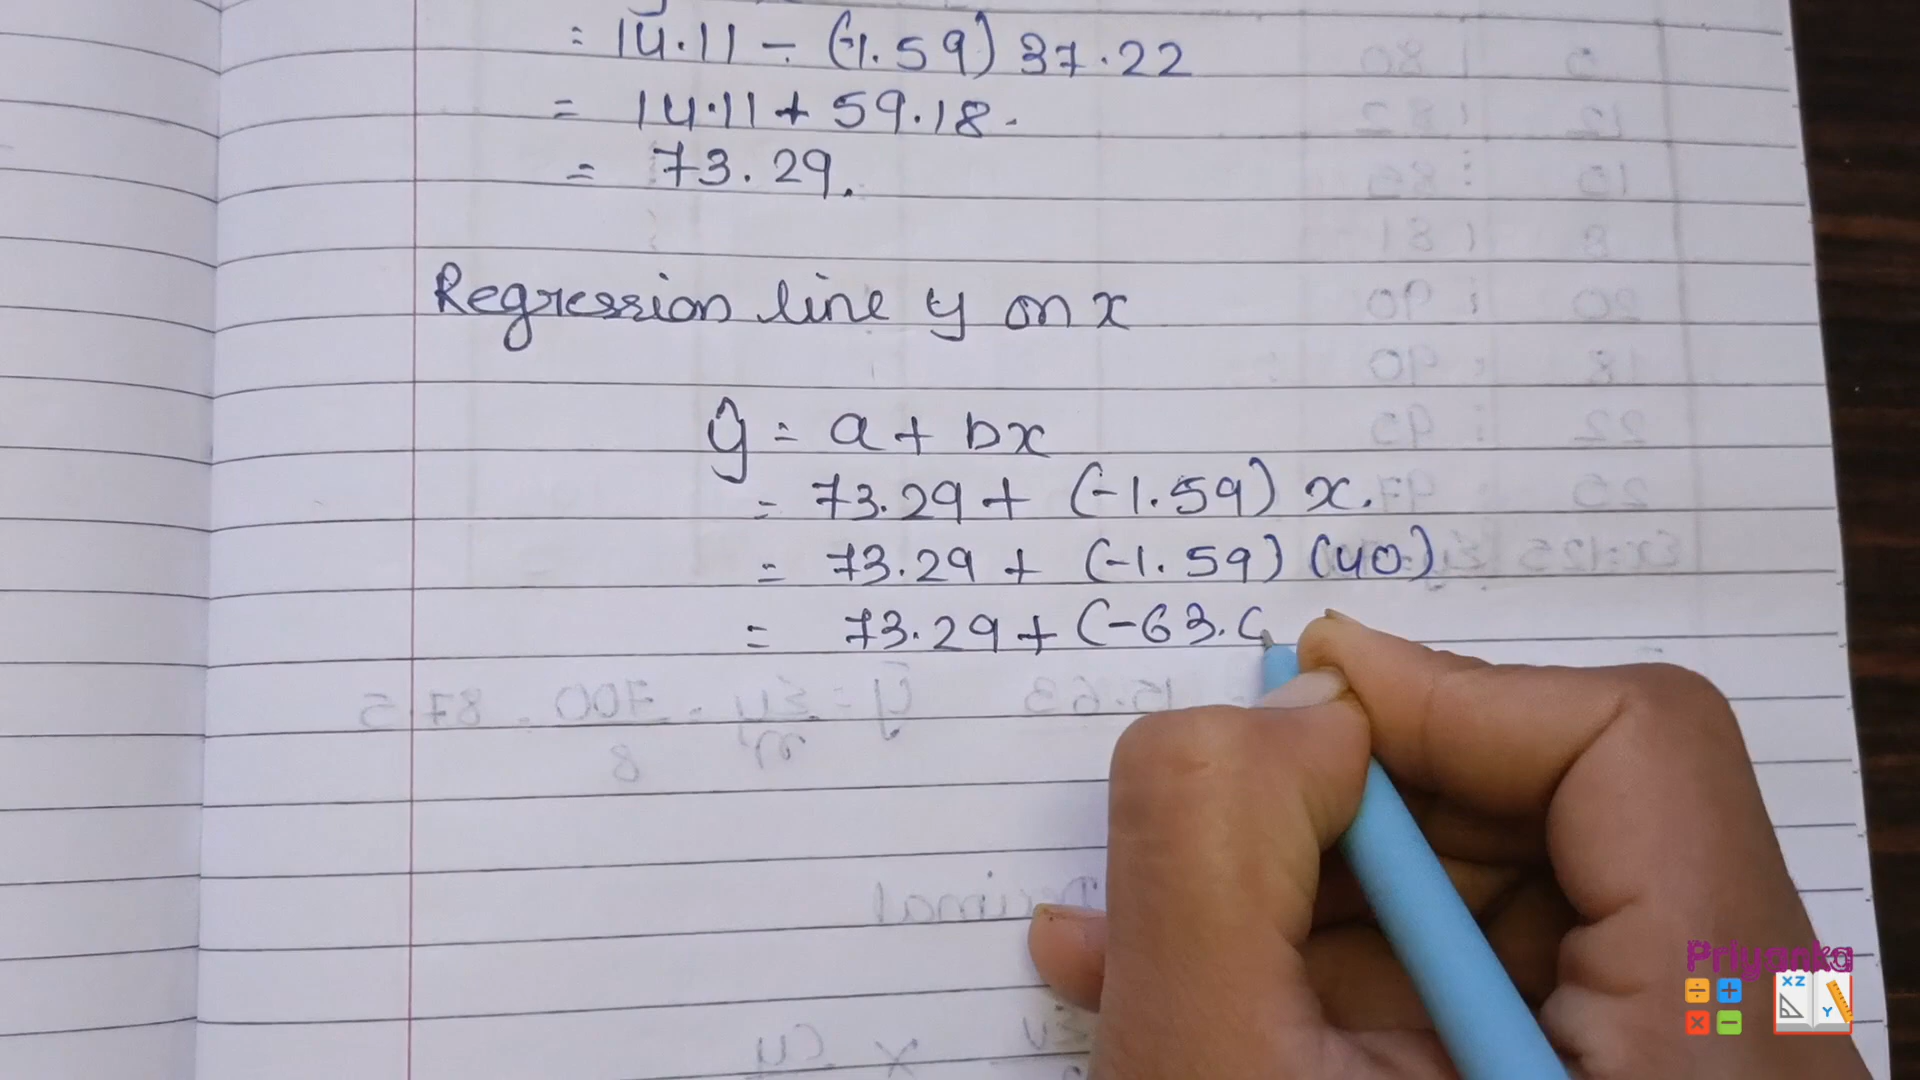 = 14.11 - (-1.59) 37.22
= 14.11 + 59.18.
= 73.29.
Regression line y on x
y = a + bx
= 73.29 + (-1.59) x.
= 73.29 + (-1.59) (40)
= 73.29 + (-63.6
Priyanka